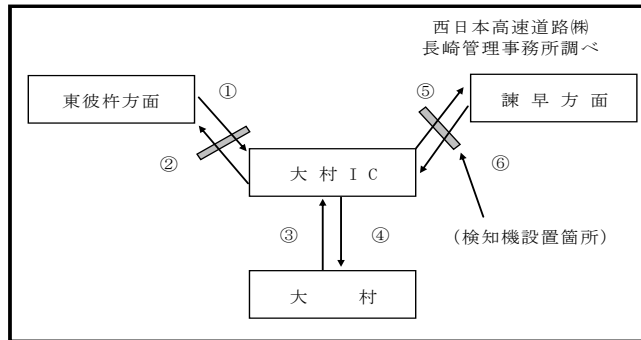 西日本高速道路㈱
長崎管理事務所調べ
東彼杵方面
①
⑤
諫早方面
②
大村IC
⑥
③
④
(検知機設置箇所)
大村